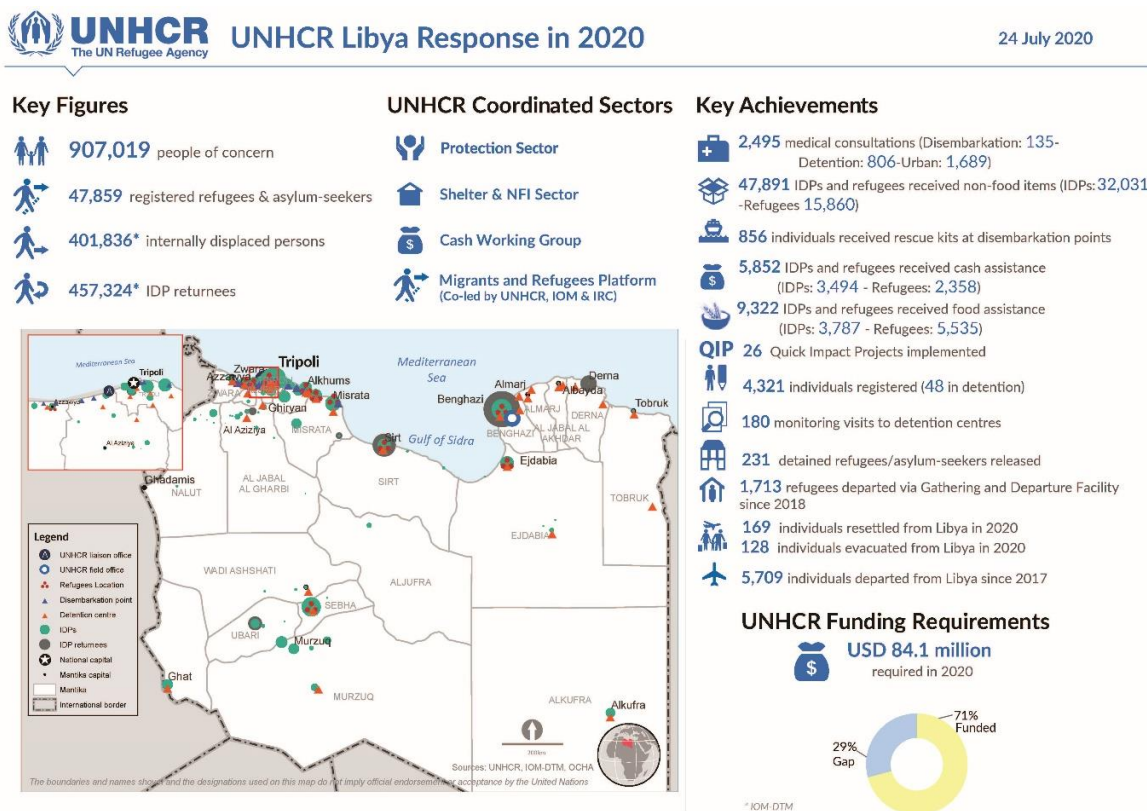 UNHCR
The UN Refugee Agency
UNHCR Libya Response in 2020
24 July 2020
Key Figures
907,019 people of concern
47,859 registered refugees & asylum-seekers
401,836* internally displaced persons
457,324* IDP returnees
UNHCR Coordinated Sectors
Protection Sector
Shelter & NFI Sector
Cash Working Group
Migrants and Refugees Platform
(Co-led by UNHCR, IOM & IRC)
Key Achievements
2,495 medical consultations (Disembarkation: 135-
Detention: 806-Urban: 1,689)
47,891 IDPs and refugees received non-food items (IDPs: 32,031
-Refugees 15,860)
856 individuals received rescue kits at disembarkation points
5,852 IDPs and refugees received cash assistance
(IDPs: 3,494 - Refugees: 2,358)
9,322 IDPs and refugees received food assistance
(IDPs: 3,787 - Refugees: 5,535)
QIP 26 Quick Impact Projects implemented
4,321 individuals registered (48 in detention)
180 monitoring visits to detention centres
231 detained refugees/asylum-seekers released
1,713 refugees departed via Gathering and Departure Facility
since 2018
169 individuals resettled from Libya in 2020
128 individuals evacuated from Libya in 2020
5,709 individuals departed from Libya since 2017
UNHCR Funding Requirements
USD 84.1 million
required in 2020
71%
Funded
29%
Gap
* IOM-DTM
Mediterranean Sea
Tripoli
Azzawya
Al Aziziya
Tripoli
Zwara
Azzawya
Alkhums
Misrata
Ghiryan
Al Aziziya
MISRATA
Mediterranean
Sea
Gulf of Sidra
Sirt
SIRT
Almarj
Benghazi
BENGHAZI
ALMARJ
Albayda
AL JABAL AL
AKHDAR
Derna
DERNA
Tobruk
TOBRUK
Ejdabia
EJDABIA
Ghadamis
NALUT
AL JABAL
AL GHARBI
WADI ASHSHATI
ALJUFRA
SEBHA
UBARI
Murzuq
MURZUQ
Ghat
ALKUFRA
Alkufra
Legend
UNHCR liaison office
UNHCR field office
Refugees Location
Disembarkation point
Detention centre
IDPs
IDP returnees
National capital
Mantika capital
Mantika
International border
Sources: UNHCR, IOM-DTM, OCHA
The boundaries and names shown and the designations used on this map do not imply official endorsement or acceptance by the United Nations